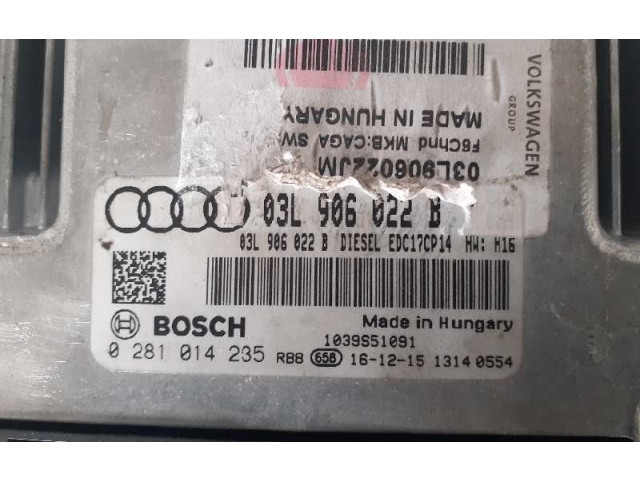 VOLKSWAGEN
GROUP
MADE IN HUNGARY
F6Chnd MKB:CAGA SW
03L906022JM
03L 906 022 B
03L 906 022 B DIESEL EDC17CP14 HW: H16
BOSCH
Made in Hungary
1039S51091
0 281 014 235 RB8 658 16-12-15 1314 0554